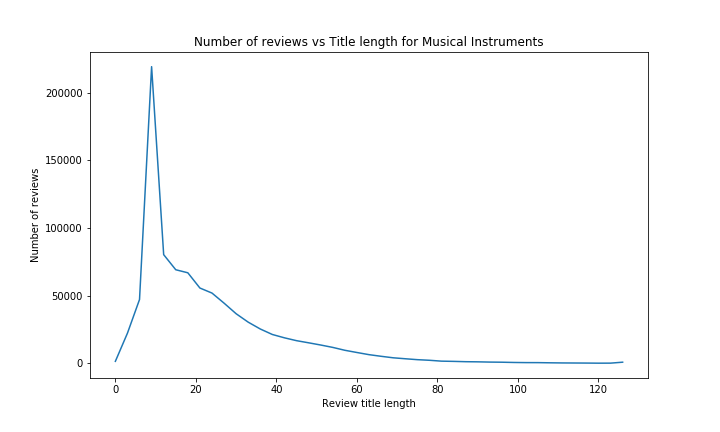 Number of reviews vs Title length for Musical Instruments
200000
150000
100000
50000
0
Number of reviews
0 20 40 60 80 100 120
Review title length